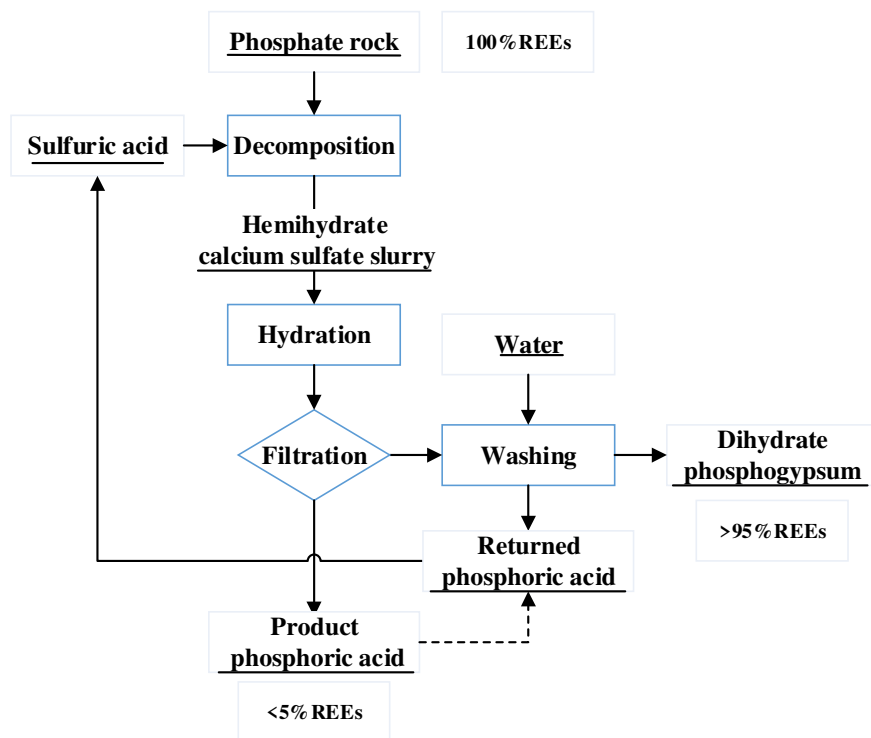 Phosphate rock
100%REEs
Sulfuric acid
Decomposition
Hemihydrate
calcium sulfate slurry
Hydration
Water
Filtration
Washing
Dihydrate
phosphogypsum
>95%REEs
Returned
phosphoric acid
Product
phosphoric acid
<5%REEs